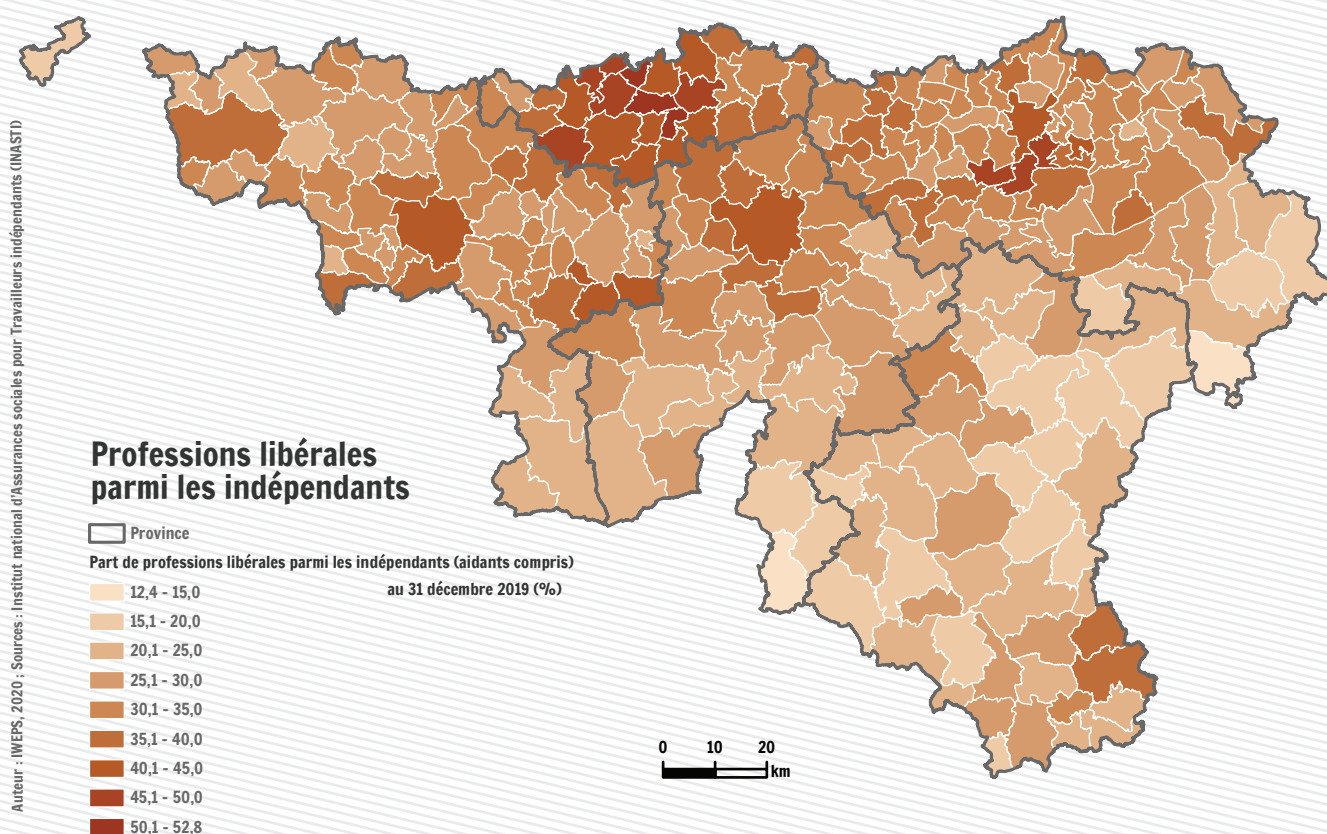 Auteur : IWEPS, 2020 ; Sources : Institut national d'Assurances sociales pour Travailleurs indépendants (INASTI)
Professions libérales
parmi les indépendants
Province
Part de professions libérales parmi les indépendants (aidants compris)
au 31 décembre 2019 (%)
12,4 - 15,0
15,1 - 20,0
20,1 - 25,0
25,1 - 30,0
30,1 - 35,0
35,1 - 40,0
40,1 - 45,0
45,1 - 50,0
50,1 - 52,8
0 10 20
km